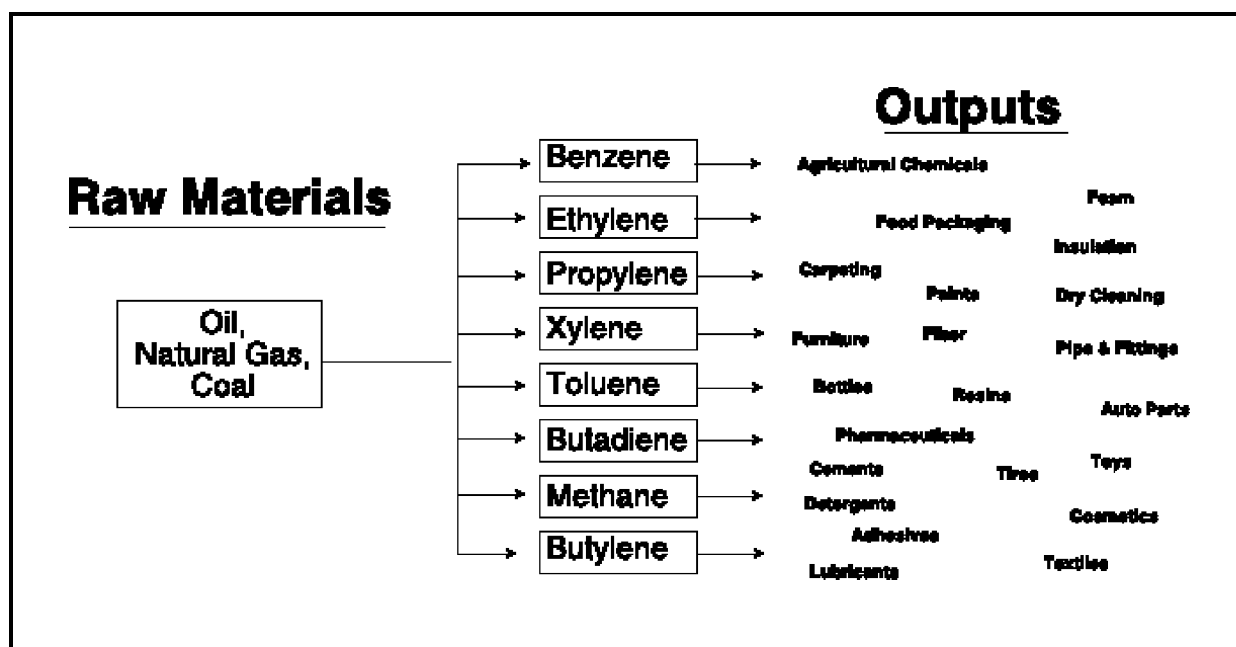 Raw Materials
Oil,
Natural Gas,
Coal
Benzene
Ethylene
Propylene
Xylene
Toluene
Butadiene
Methane
Butylene
Outputs
Agricultural Chemicals
Foam
Food Packaging
Insulation
Carpeting
Paints
Dry Cleaning
Furniture
Fiber
Pipe & Fittings
Bottles
Resins
Auto Parts
Pharmaceuticals
Cements
Tires
Toys
Detergents
Cosmetics
Adhesives
Lubricants
Textiles